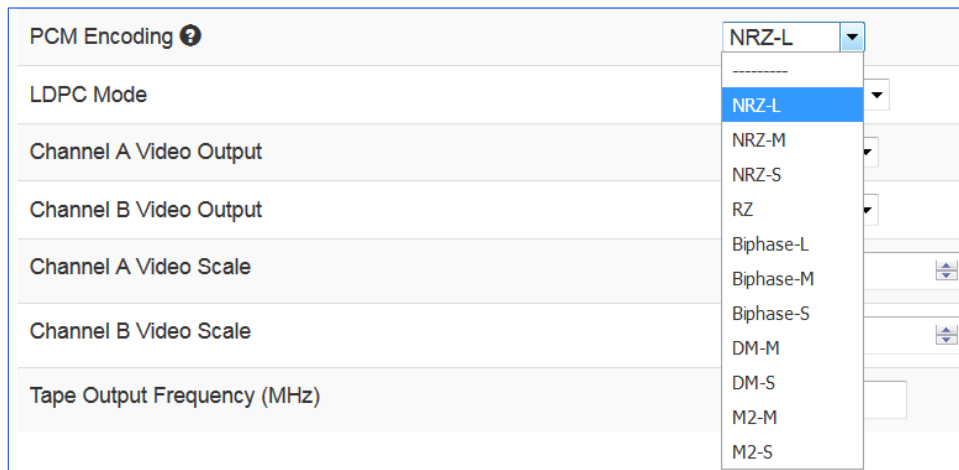 PCM Encoding ?
NRZ-L
---------
LDPC Mode
NRZ-L
Channel A Video Output
NRZ-M
NRZ-S
Channel B Video Output
RZ
Biphase-L
Channel A Video Scale
Biphase-M
Channel B Video Scale
Biphase-S
DM-M
Tape Output Frequency (MHz)
DM-S
M2-M
M2-S